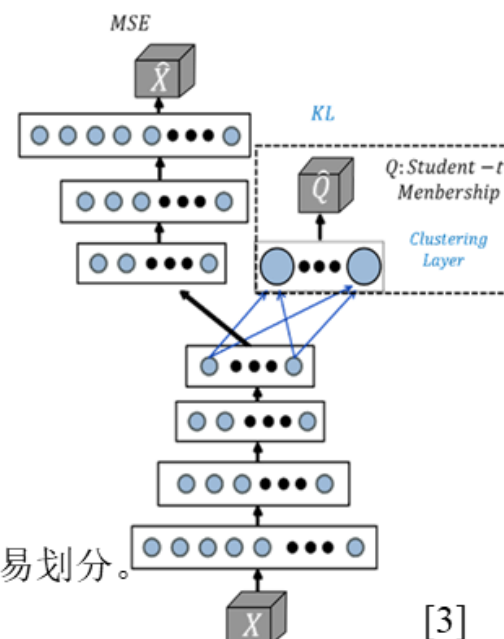 MSE
X̂
KL
Q̂
Q: Student −t
Menbership
Clustering
Layer
易划分。
X
[3]